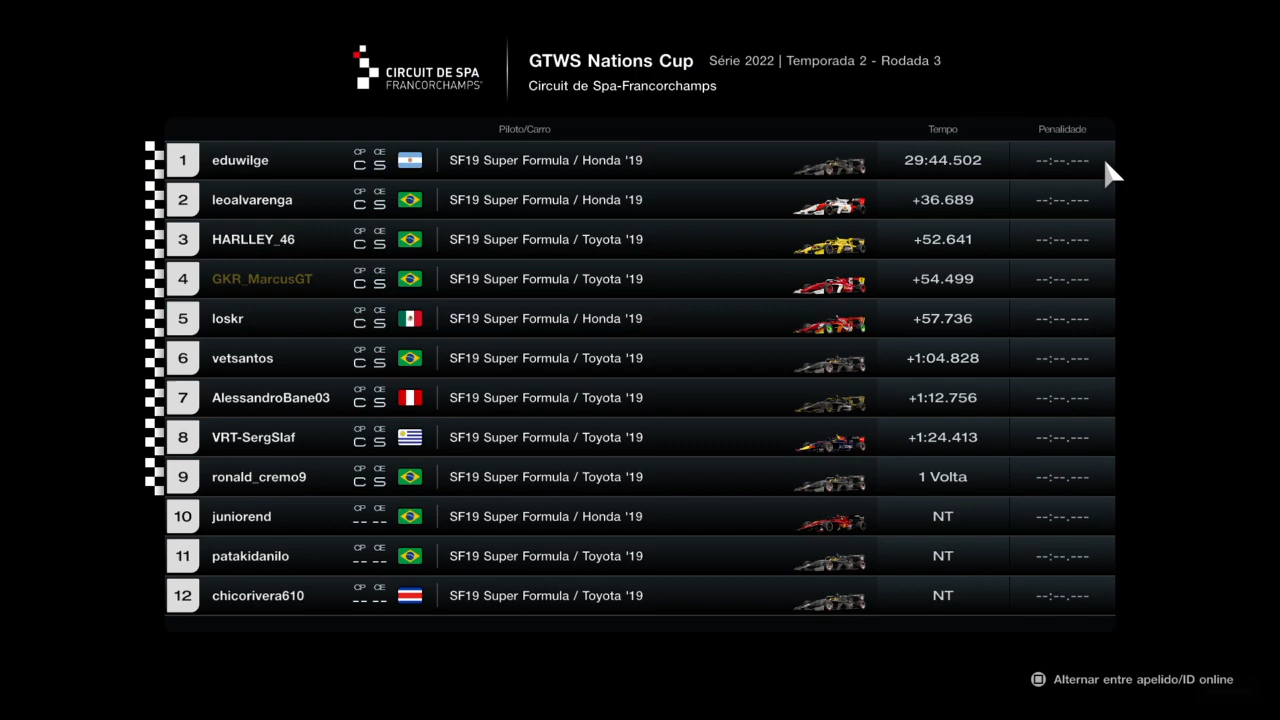 CIRCUIT DE SPA
FRANCORCHAMPS
GTWS Nations Cup Série 2022 | Temporada 2 - Rodada 3
Circuit de Spa-Francorchamps
Piloto/Carro Tempo Penalidade
1 eduwilge CP C CE S SF19 Super Formula / Honda '19 29:44.502 --:--.---
2 leoalvarenga CP C CE S SF19 Super Formula / Honda '19 +36.689 --:--.---
3 HARLLEY_46 CP C CE S SF19 Super Formula / Toyota '19 +52.641 --:--.---
4 GKR_MarcusGT CP C CE S SF19 Super Formula / Toyota '19 +54.499 --:--.---
5 loskr CP C CE S SF19 Super Formula / Honda '19 +57.736 --:--.---
6 vetsantos CP C CE S SF19 Super Formula / Toyota '19 +1:04.828 --:--.---
7 AlessandroBane03 CP C CE S SF19 Super Formula / Toyota '19 +1:12.756 --:--.---
8 VRT-SergSlaf CP C CE S SF19 Super Formula / Toyota '19 +1:24.413 --:--.---
9 ronald_cremo9 CP C CE S SF19 Super Formula / Toyota '19 1 Volta --:--.---
10 juniorend CP -- CE -- SF19 Super Formula / Honda '19 NT --:--.---
11 patakidanilo CP -- CE -- SF19 Super Formula / Toyota '19 NT --:--.---
12 chicorivera610 CP -- CE -- SF19 Super Formula / Toyota '19 NT --:--.---
Alternar entre apelido/ID online